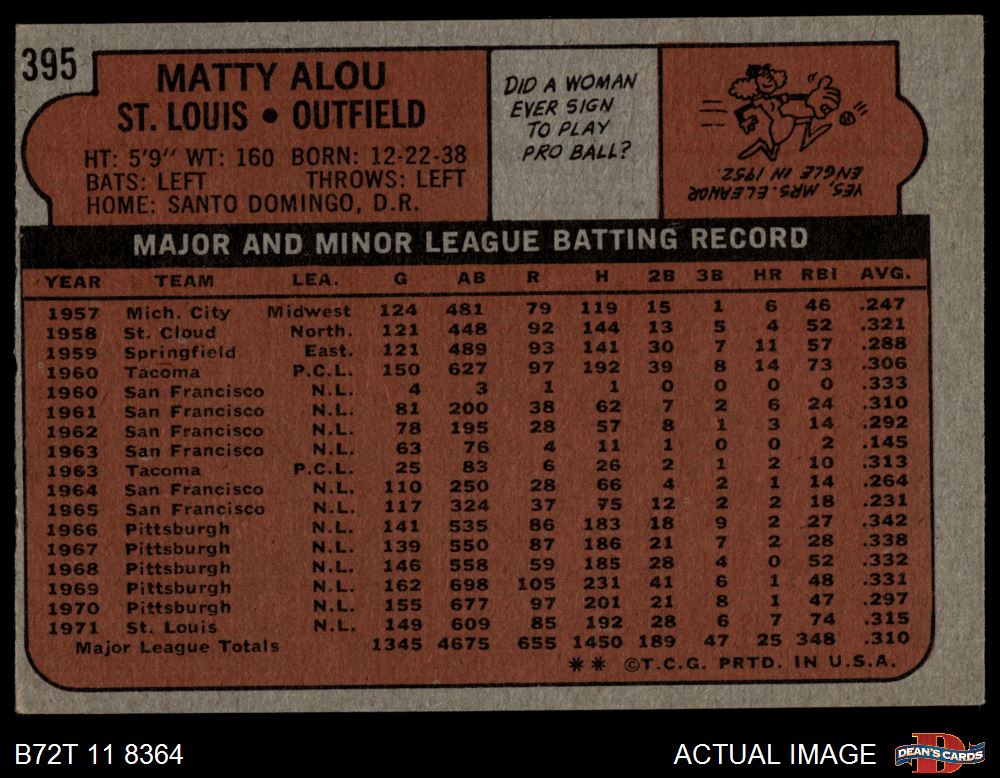 395
MATTY ALOU
ST. LOUIS • OUTFIELD
HT: 5'9" WT: 160 BORN: 12-22-38
BATS: LEFT THROWS: LEFT
HOME: SANTO DOMINGO, D.R.
DID A WOMAN
EVER SIGN
TO PLAY
PRO BALL?
YES, MRS. ELEANOR
ENGLE IN 1952.
MAJOR AND MINOR LEAGUE BATTING RECORD
YEAR TEAM LEA. G AB R H 2B 3B HR RBI AVG.
1957 Mich. City Midwest 124 481 79 119 15 1 6 46 .247
1958 St. Cloud North. 121 448 92 144 13 5 4 52 .321
1959 Springfield East. 121 489 93 141 30 7 11 57 .288
1960 Tacoma P.C.L. 150 627 97 192 39 8 14 73 .306
1960 San Francisco N.L. 4 3 1 1 0 0 0 0 .333
1961 San Francisco N.L. 81 200 38 62 7 2 6 24 .310
1962 San Francisco N.L. 78 195 28 57 8 1 3 14 .292
1963 San Francisco N.L. 63 76 4 11 1 0 0 2 .145
1963 Tacoma P.C.L. 25 83 6 26 2 1 2 10 .313
1964 San Francisco N.L. 110 250 28 66 4 2 1 14 .264
1965 San Francisco N.L. 117 324 37 75 12 2 2 18 .231
1966 Pittsburgh N.L. 141 535 86 183 18 9 2 27 .342
1967 Pittsburgh N.L. 139 550 87 186 21 7 2 28 .338
1968 Pittsburgh N.L. 146 558 59 185 28 4 0 52 .332
1969 Pittsburgh N.L. 162 698 105 231 41 6 1 48 .331
1970 Pittsburgh N.L. 155 677 97 201 21 8 1 47 .297
1971 St. Louis N.L. 149 609 85 192 28 6 7 74 .315
Major League Totals 1345 4675 655 1450 189 47 25 348 .310
** ©T.C.G. PRTD. IN U.S.A.
B72T 11 8364
ACTUAL IMAGE
DEAN'S CARDS